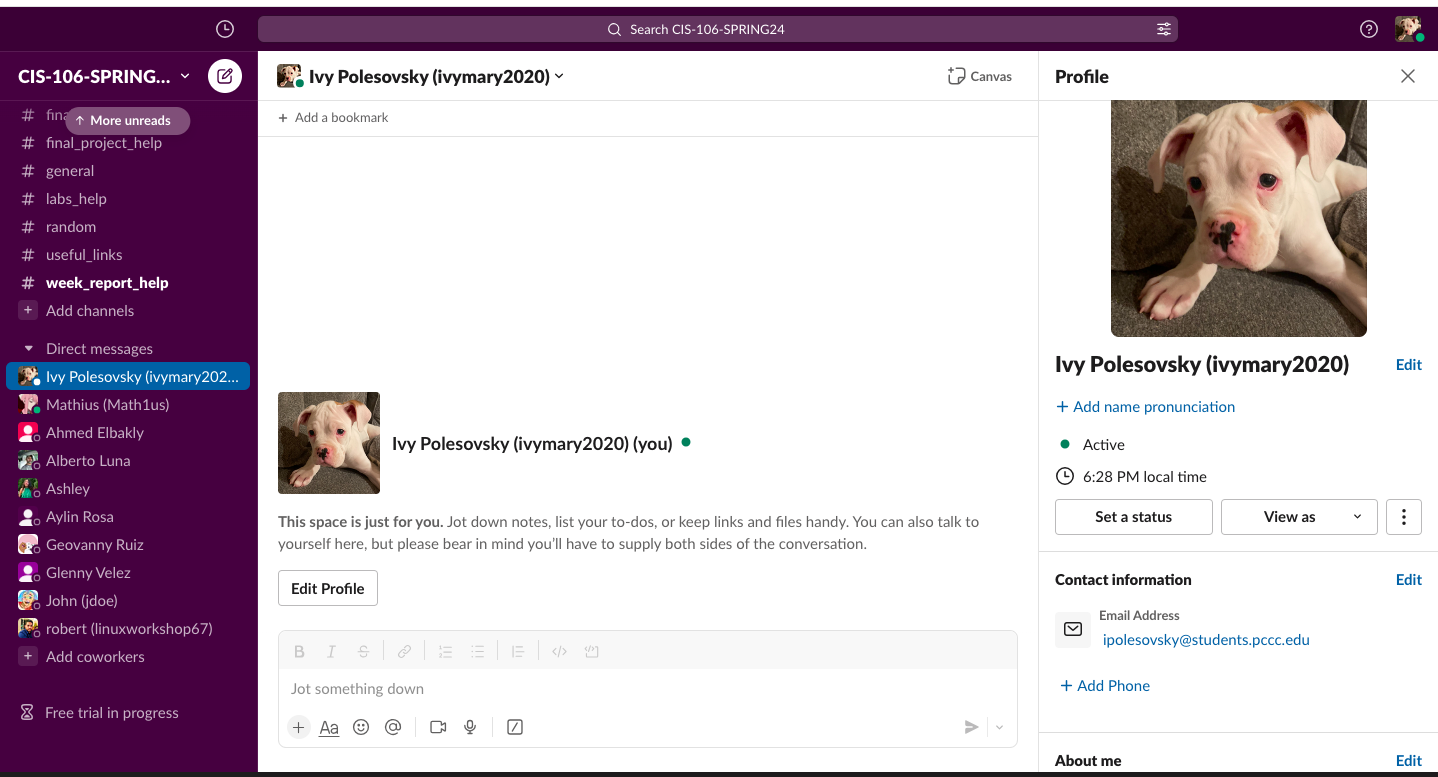 Search CIS-106-SPRING24
CIS-106-SPRING...
More unreads
final_project_help
general
labs_help
random
useful_links
week_report_help
Add channels
Direct messages
Ivy Polesovsky (ivymary202...
Mathius (Math1us)
Ahmed Elbakly
Alberto Luna
Ashley
Aylin Rosa
Geovanny Ruiz
Glenny Velez
John (jdoe)
robert (linuxworkshop67)
Add coworkers
Free trial in progress
Ivy Polesovsky (ivymary2020)
Canvas
Add a bookmark
Ivy Polesovsky (ivymary2020) (you)
This space is just for you. Jot down notes, list your to-dos, or keep links and files handy. You can also talk to
yourself here, but please bear in mind you'll have to supply both sides of the conversation.
Edit Profile
Jot something down
Aa
Profile
Ivy Polesovsky (ivymary2020)
Edit
+ Add name pronunciation
Active
6:28 PM local time
Set a status
View as
Contact information
Edit
Email Address
ipolesovsky@students.pccc.edu
+ Add Phone
About me
Edit